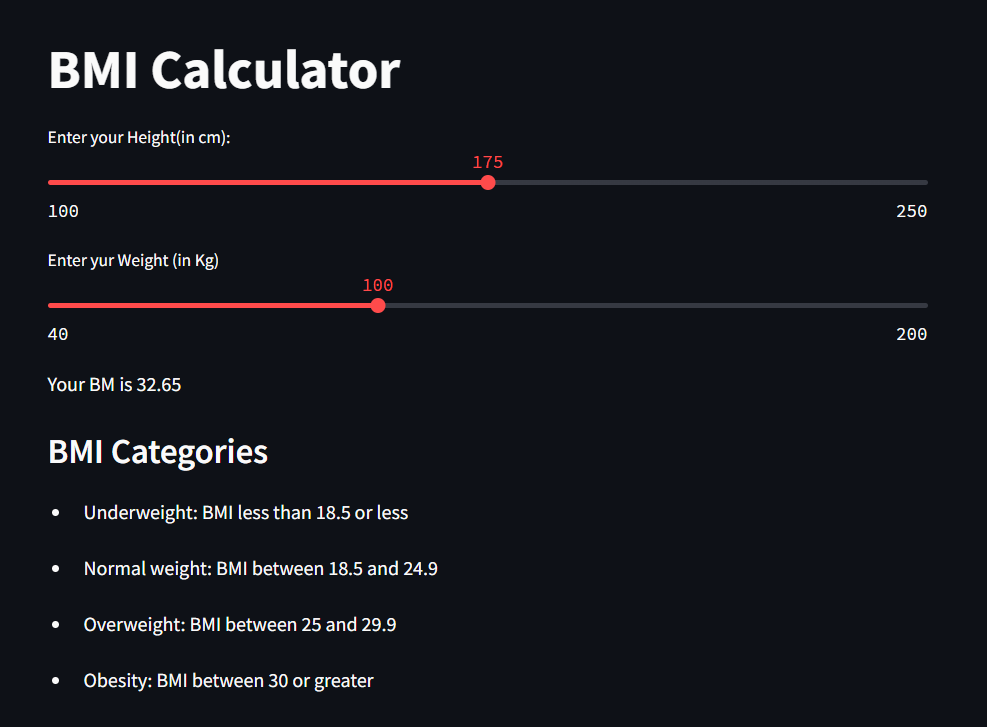 BMI Calculator
Enter your Height(in cm):
175
100 250
Enter yur Weight (in Kg)
100
40 200
Your BM is 32.65
BMI Categories
Underweight: BMI less than 18.5 or less
Normal weight: BMI between 18.5 and 24.9
Overweight: BMI between 25 and 29.9
Obesity: BMI between 30 or greater